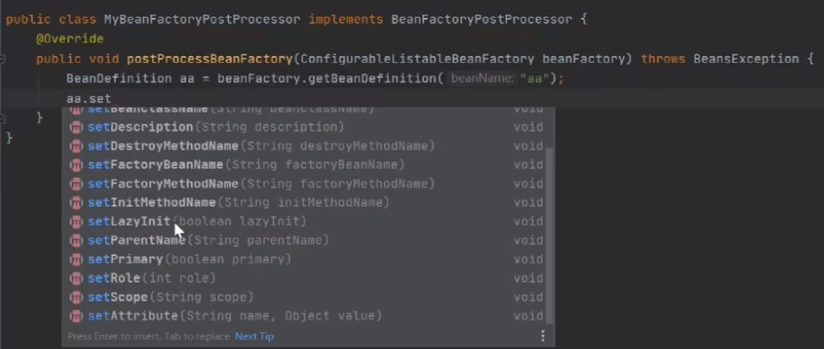 public class MyBeanFactoryPostProcessor implements BeanFactoryPostProcessor {
@Override
public void postProcessBeanFactory(ConfigurableListableBeanFactory beanFactory) throws BeansException {
BeanDefinition aa = beanFactory.getBeanDefinition( beanName: "aa");
aa.set
setBeanClassName(String beanClassName) void
setDescription(String description) void
setDestroyMethodName(String destroyMethodName) void
setFactoryBeanName(String factoryBeanName) void
setFactoryMethodName(String factoryMethodName) void
setInitMethodName(String initMethodName) void
setLazyInit(boolean lazyInit) void
setParentName(String parentName) void
setPrimary(boolean primary) void
setRole(int role) void
setScope(String scope) void
setAttribute(String name, Object value) void
Press Enter to insert, Tab to replace Next Tip
}
}